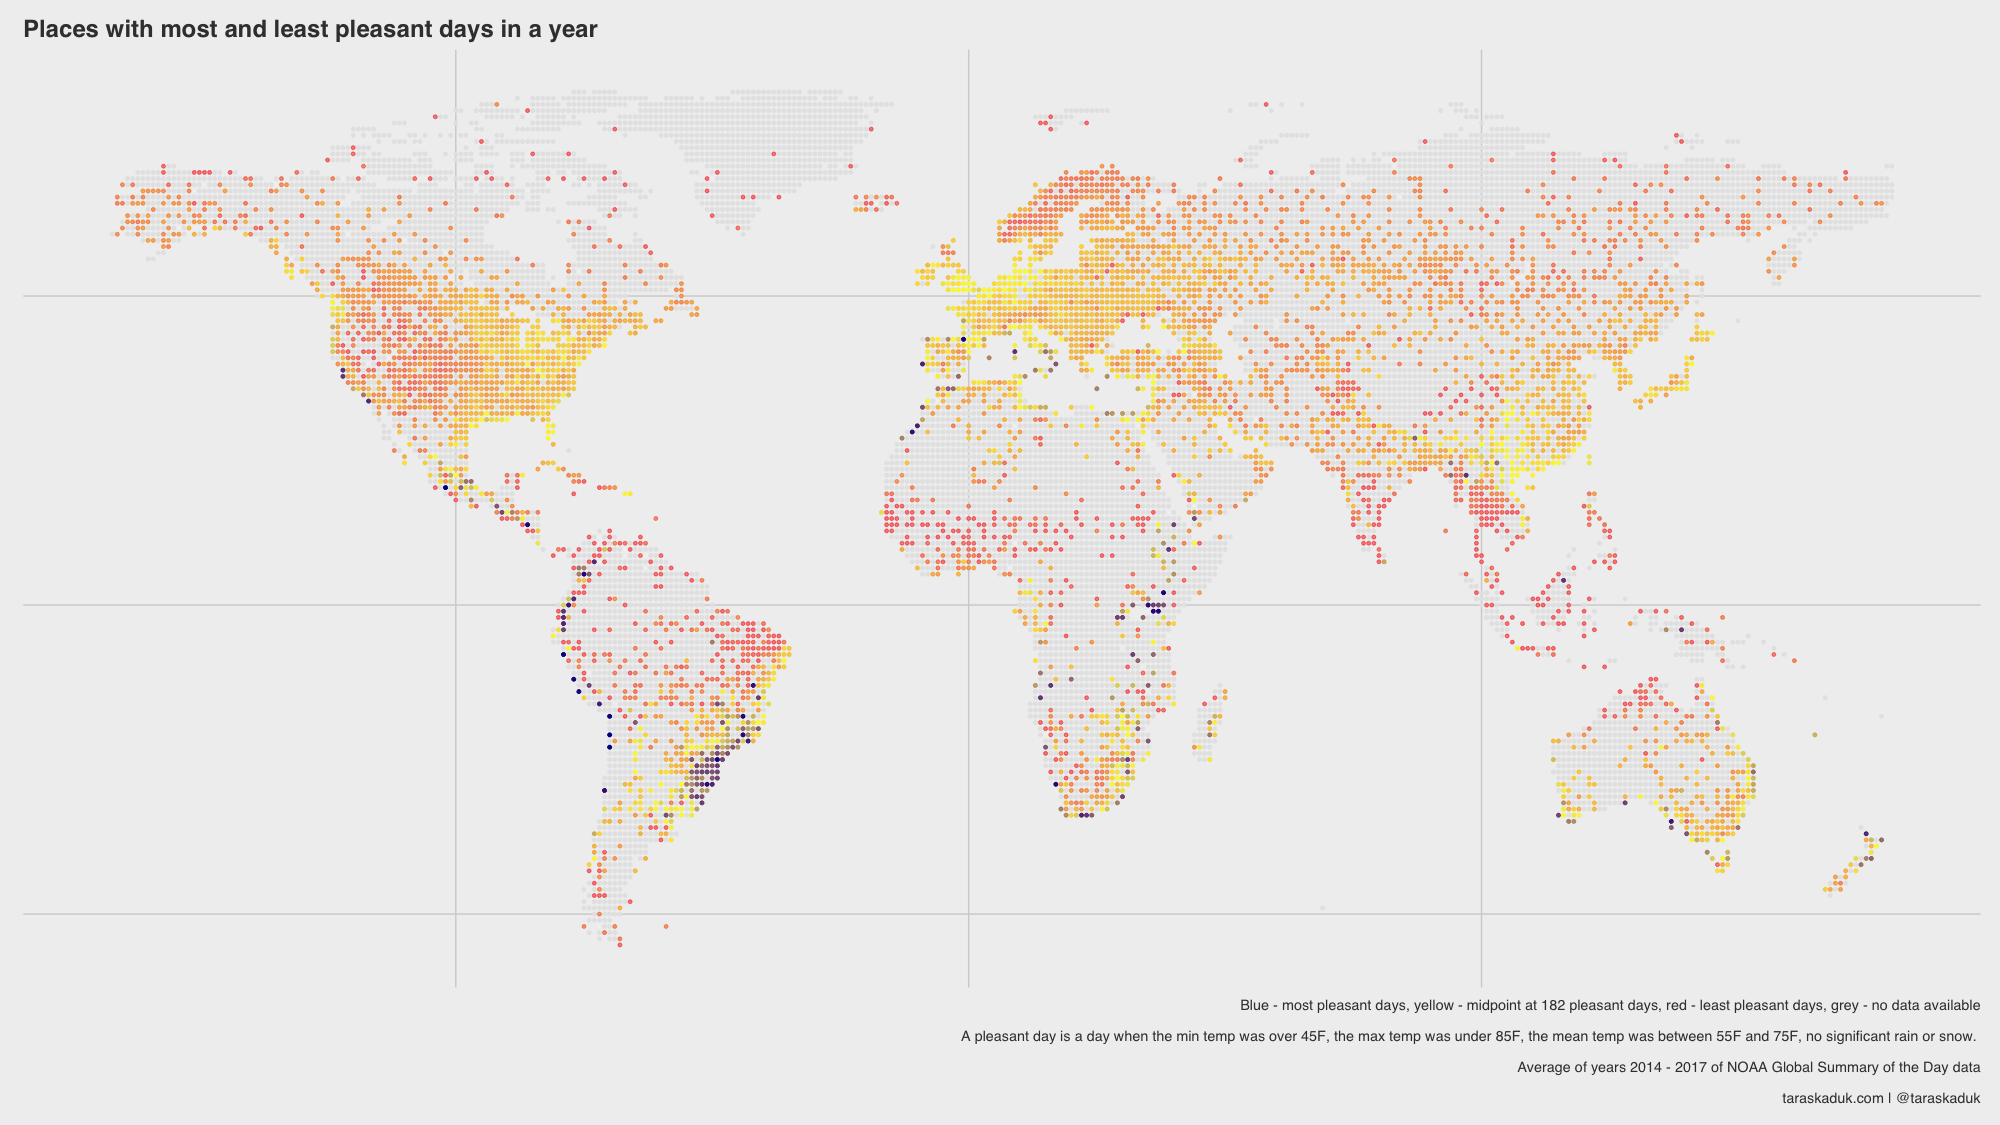 Places with most and least pleasant days in a year
Blue - most pleasant days, yellow - midpoint at 182 pleasant days, red - least pleasant days, grey - no data available
A pleasant day is a day when the min temp was over 45F, the max temp was under 85F, the mean temp was between 55F and 75F, no significant rain or snow.
Average of years 2014 - 2017 of NOAA Global Summary of the Day data
taraskaduk.com | @taraskaduk